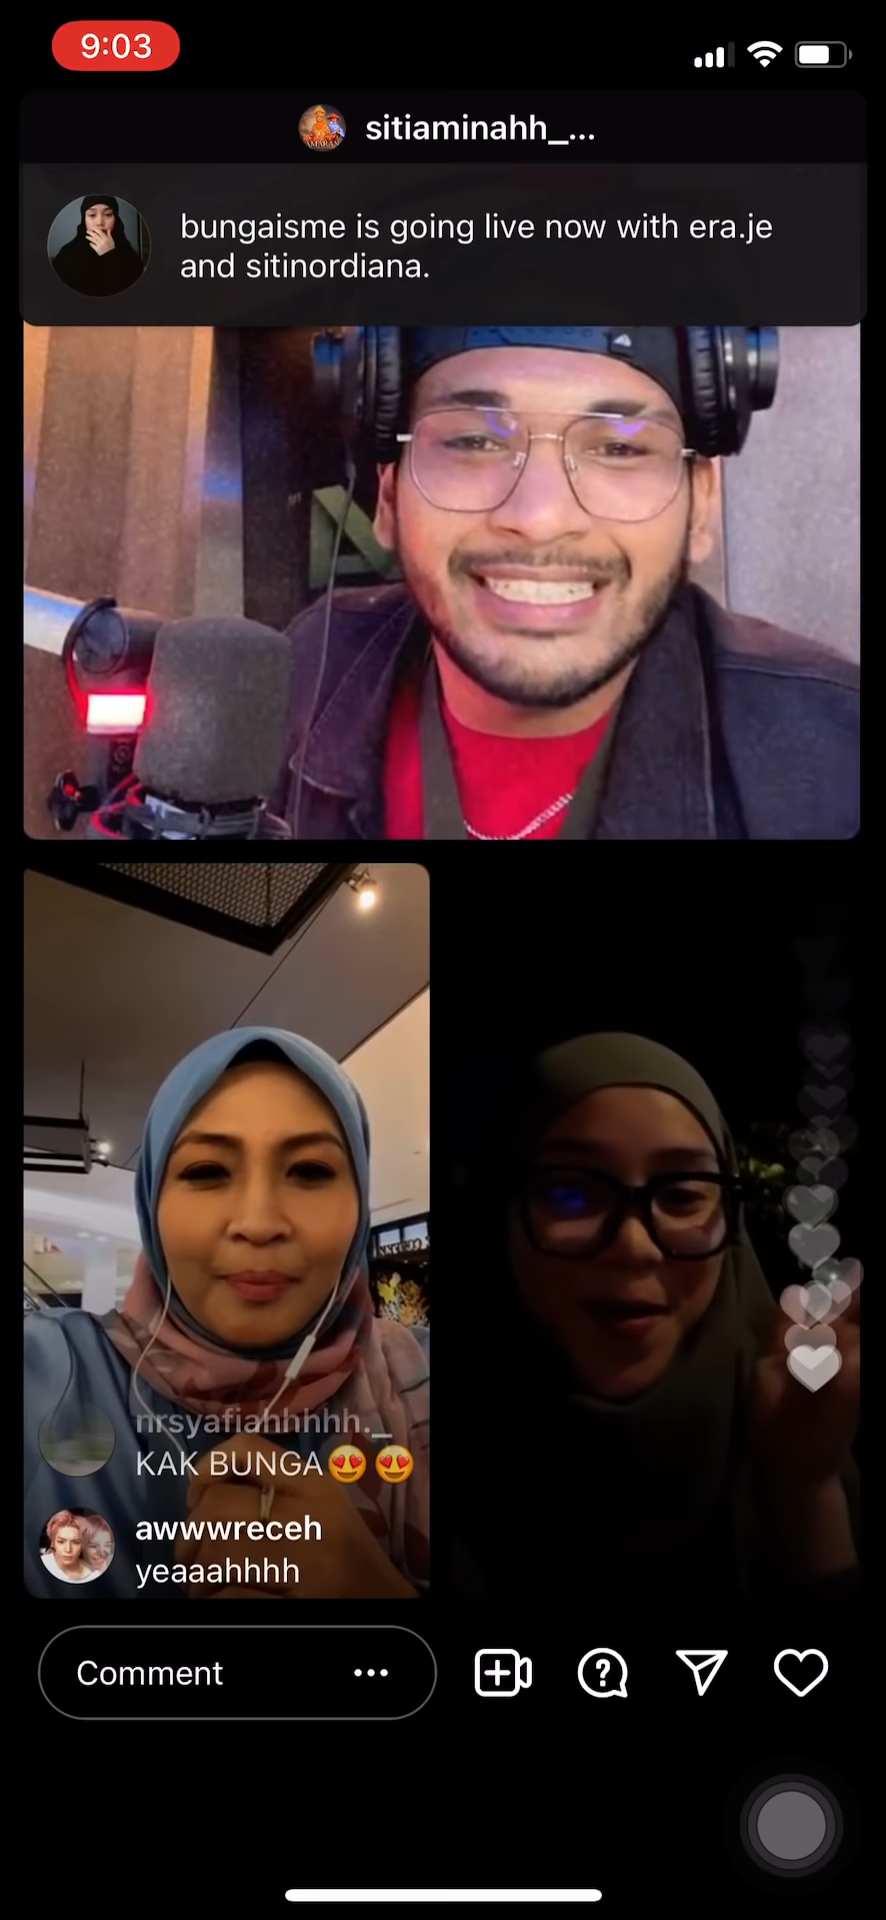 9:03
AMARAN
sitiaminahh_...
bungaisme is going live now with era.je
and sitinordiana.
nrsyafiahhhhh._
KAK BUNGA😍 😍
awwwreceh
yeaaahhhh
Comment